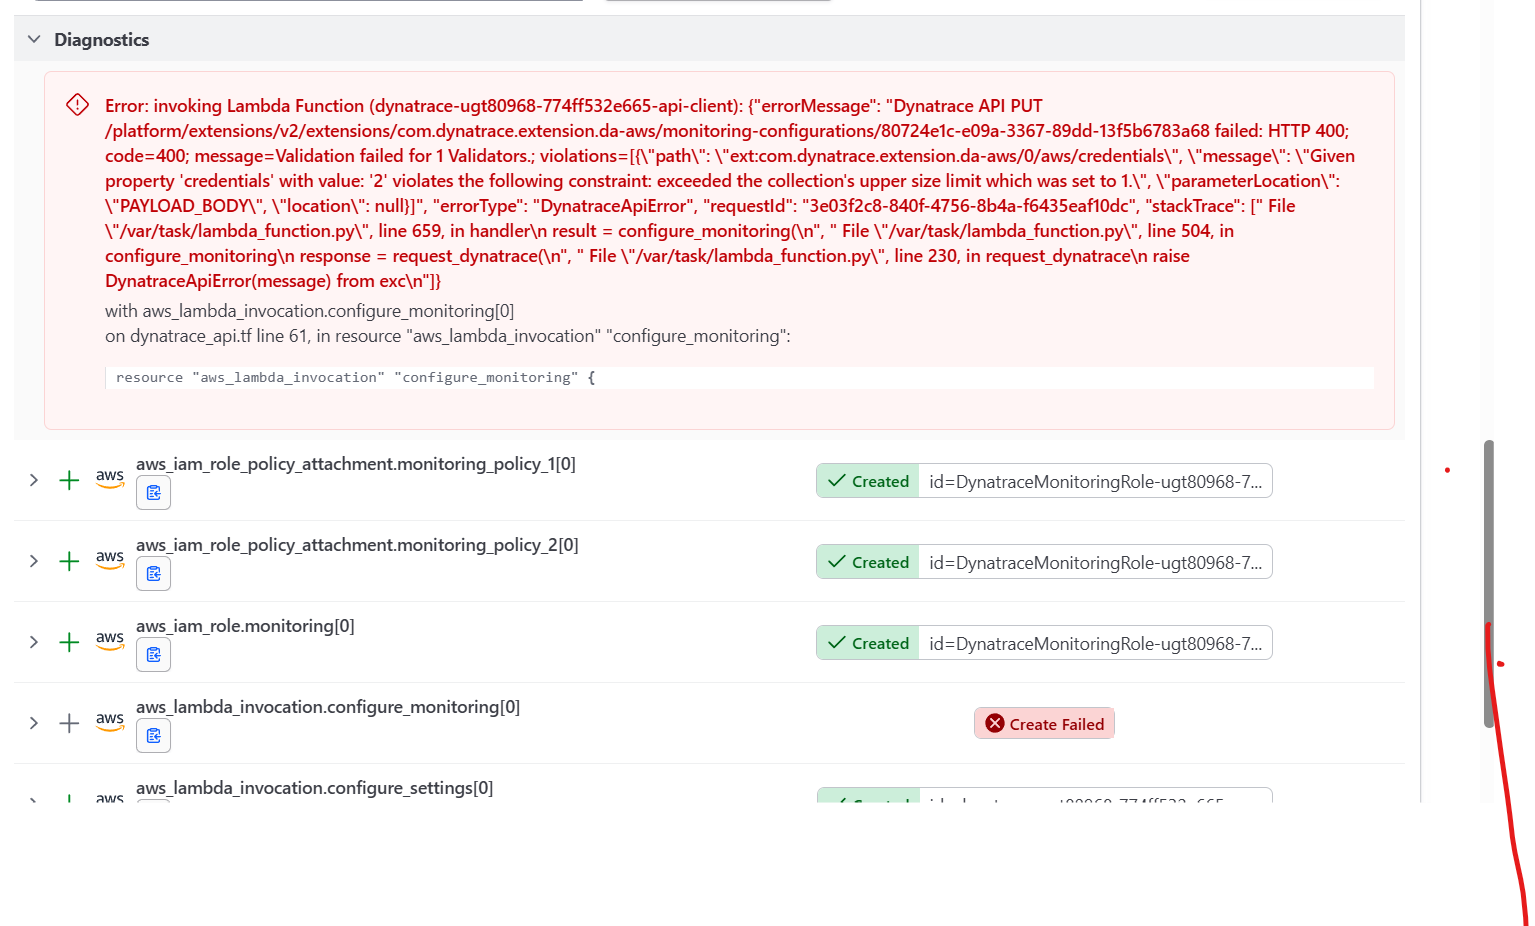 Diagnostics
Error: invoking Lambda Function (dynatrace-ugt80968-774ff532e665-api-client): {"errorMessage": "Dynatrace API PUT
/platform/extensions/v2/extensions/com.dynatrace.extension.da-aws/monitoring-configurations/80724e1c-e09a-3367-89dd-13f5b6783a68 failed: HTTP 400;
code=400; message=Validation failed for 1 Validators.; violations=[{\"path\": \"ext:com.dynatrace.extension.da-aws/0/aws/credentials\", \"message\": \"Given
property 'credentials' with value: '2' violates the following constraint: exceeded the collection's upper size limit which was set to 1.\", \"parameterLocation\":
\"PAYLOAD_BODY\", \"location\": null}]", "errorType": "DynatraceApiError", "requestId": "3e03f2c8-840f-4756-8b4a-f6435eaf10dc", "stackTrace": [" File
\"/var/task/lambda_function.py\", line 659, in handler\n result = configure_monitoring(\n", " File \"/var/task/lambda_function.py\", line 504, in
configure_monitoring\n response = request_dynatrace(\n", " File \"/var/task/lambda_function.py\", line 230, in request_dynatrace\n raise
DynatraceApiError(message) from exc\n"]}
with aws_lambda_invocation.configure_monitoring[0]
on dynatrace_api.tf line 61, in resource "aws_lambda_invocation" "configure_monitoring":
resource "aws_lambda_invocation" "configure_monitoring" {
aws aws_iam_role_policy_attachment.monitoring_policy_1[0] Created id=DynatraceMonitoringRole-ugt80968-7...
aws aws_iam_role_policy_attachment.monitoring_policy_2[0] Created id=DynatraceMonitoringRole-ugt80968-7...
aws aws_iam_role.monitoring[0] Created id=DynatraceMonitoringRole-ugt80968-7...
aws aws_lambda_invocation.configure_monitoring[0] Create Failed
aws aws_lambda_invocation.configure_settings[0] Created